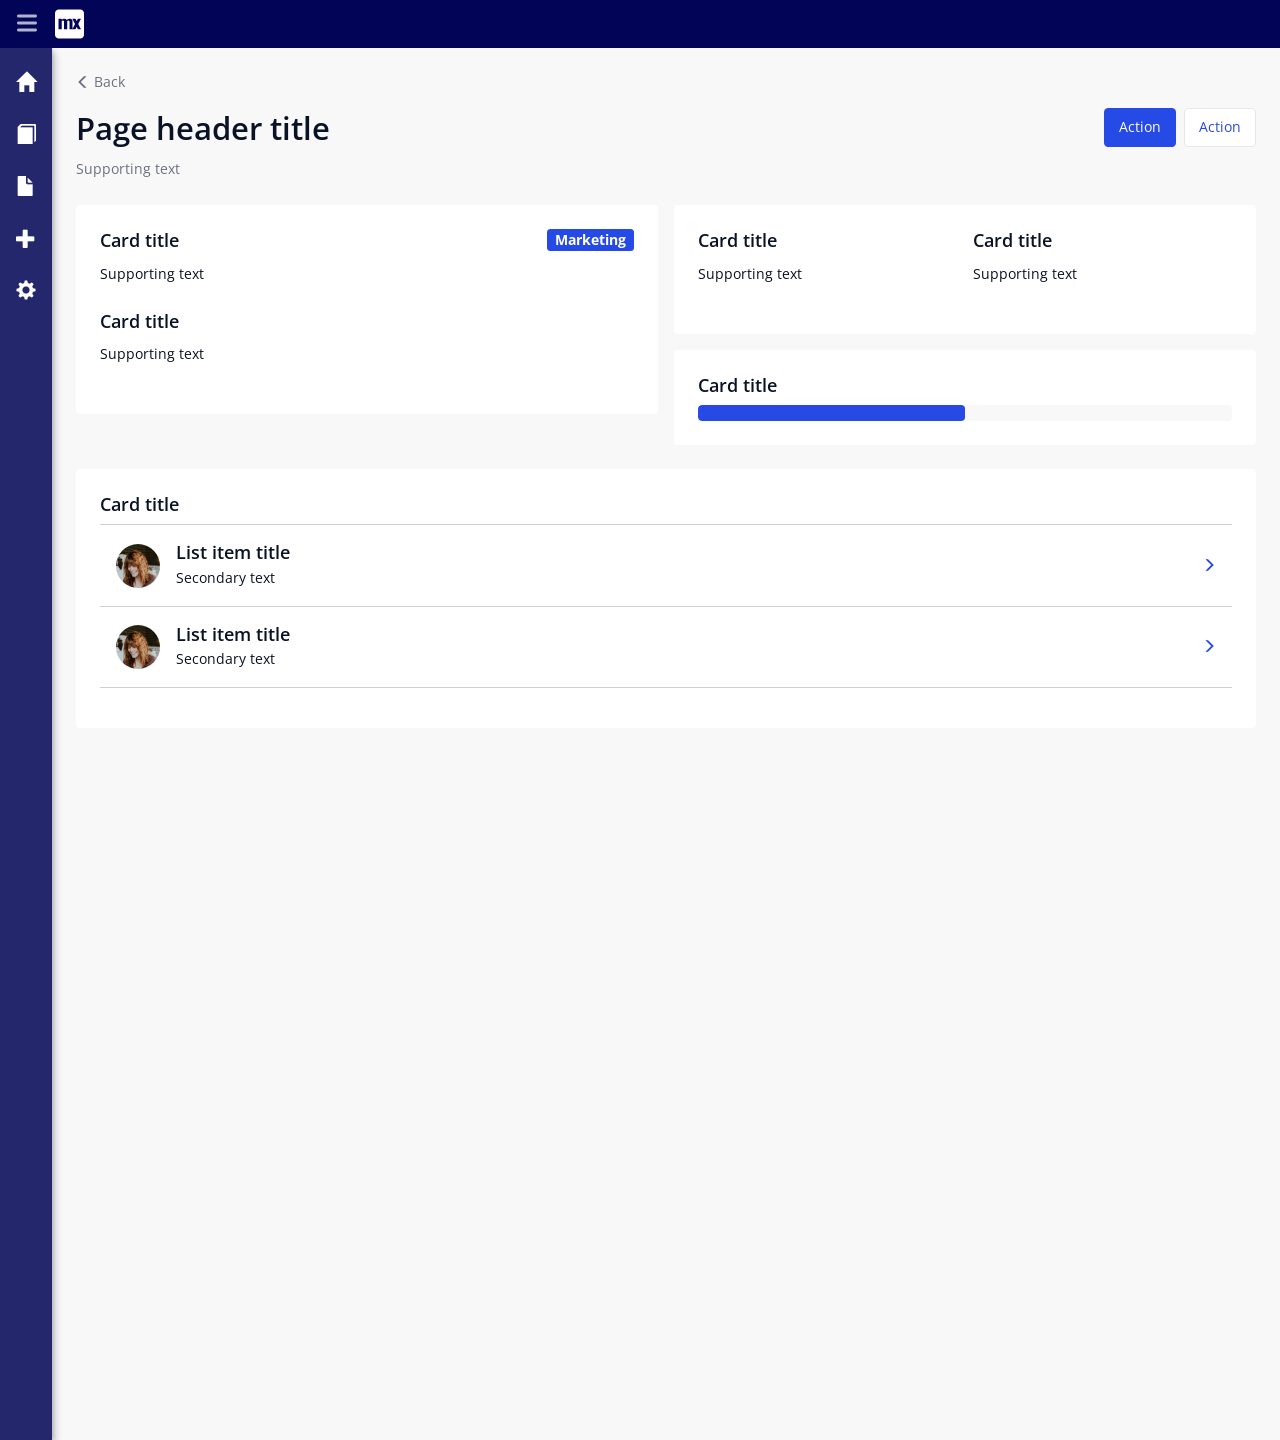 mx
Back
Page header title
Action
Action
Supporting text
Card title
Marketing
Supporting text
Card title
Supporting text
Card title
Supporting text
Card title
Supporting text
Card title
Card title
List item title
Secondary text
List item title
Secondary text